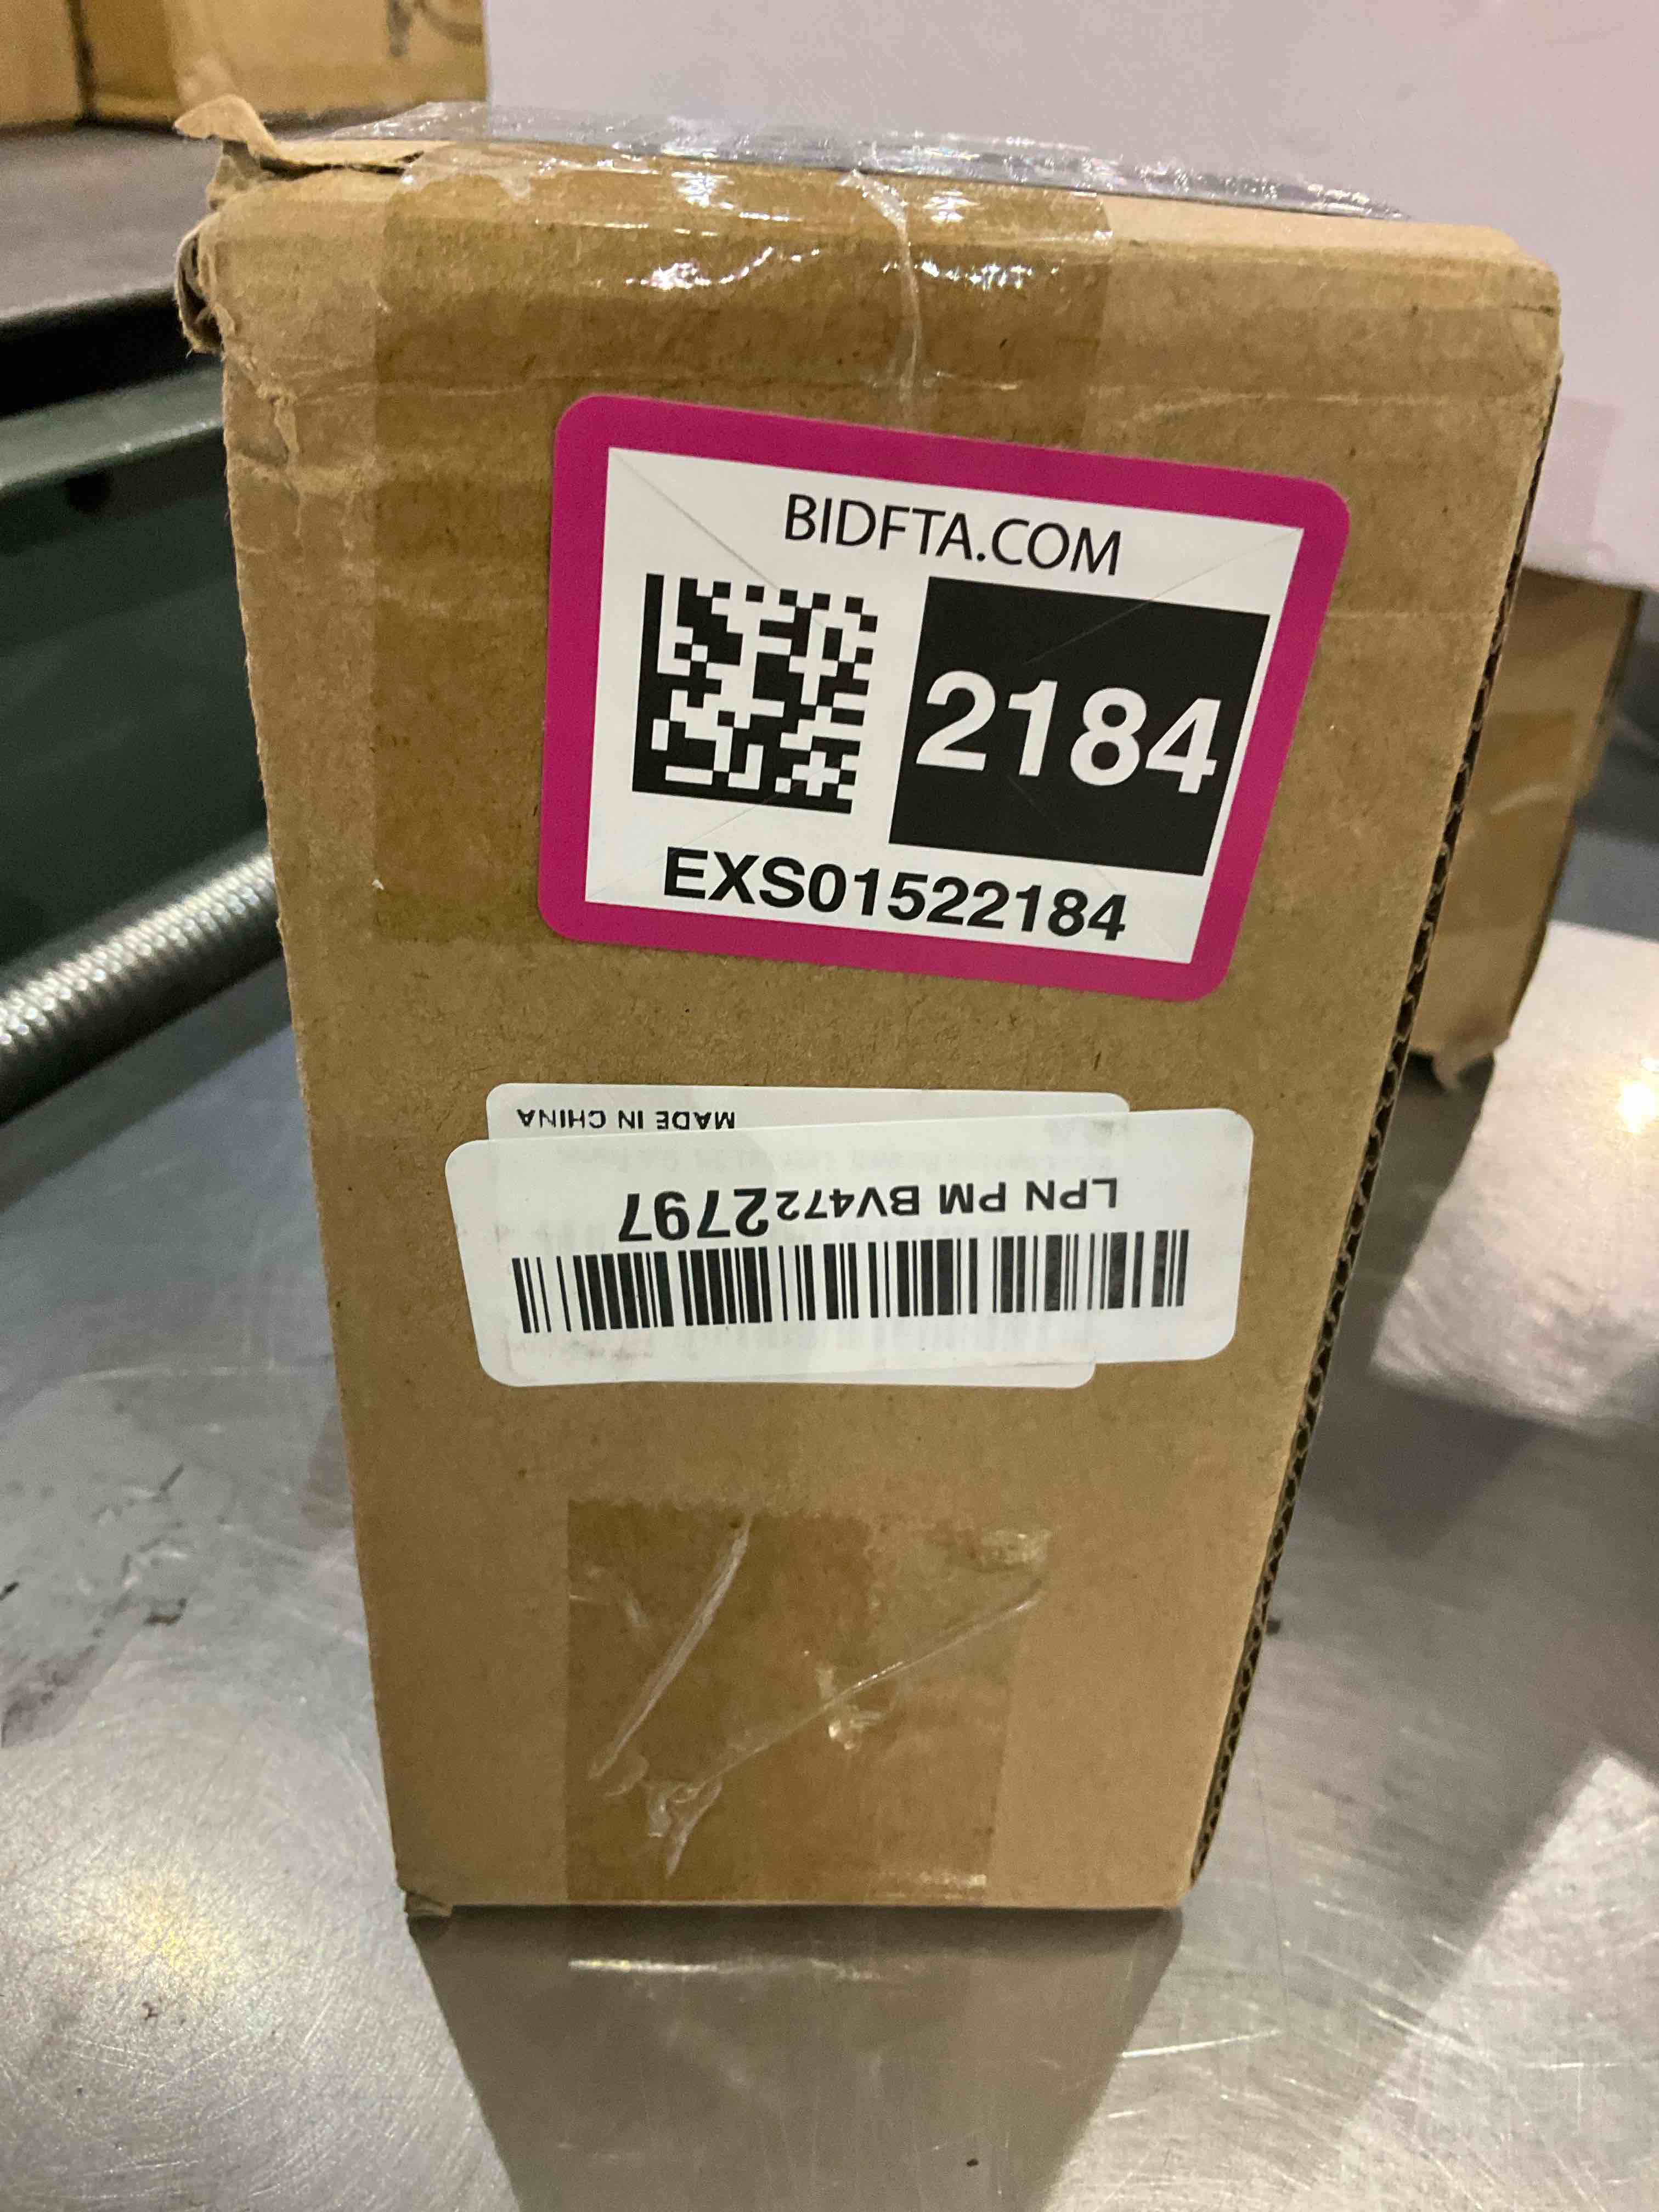 BIDFTA.COM
2184
EXS01522184
MADE IN CHINA
LPN PM BV4722797